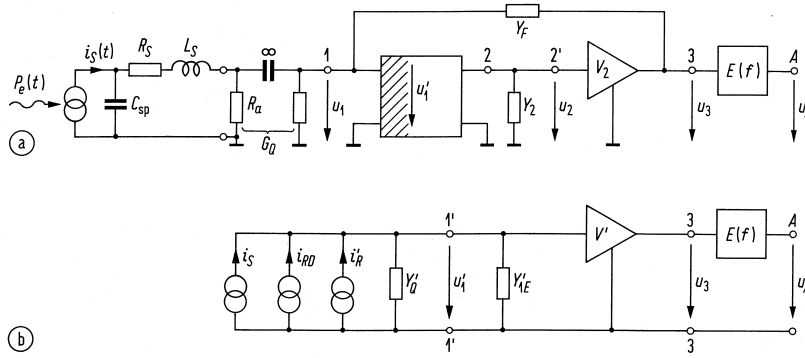 P_e(t)
i_s(t)
R_S
L_S
∞
1
Y_F
2
2'
V_2
3
E(f)
A
C_sp
R_a
G_Q
u_1
u_1'
Y_2
u_2
u_3
a
i_S
i_RD
i_R'
Y_Q'
1'
u_1'
Y_1E'
V'
3
E(f)
A
u_3
1'
3
b